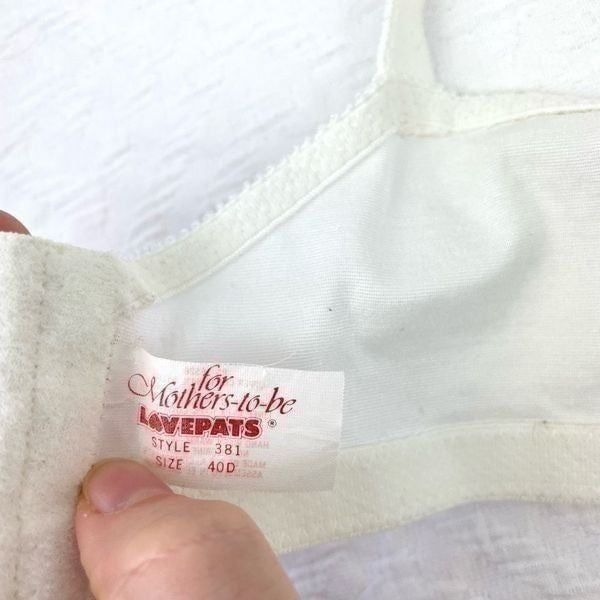 for
Mothers-to-be
LOVEPATS ®
STYLE 381
SIZE 40D